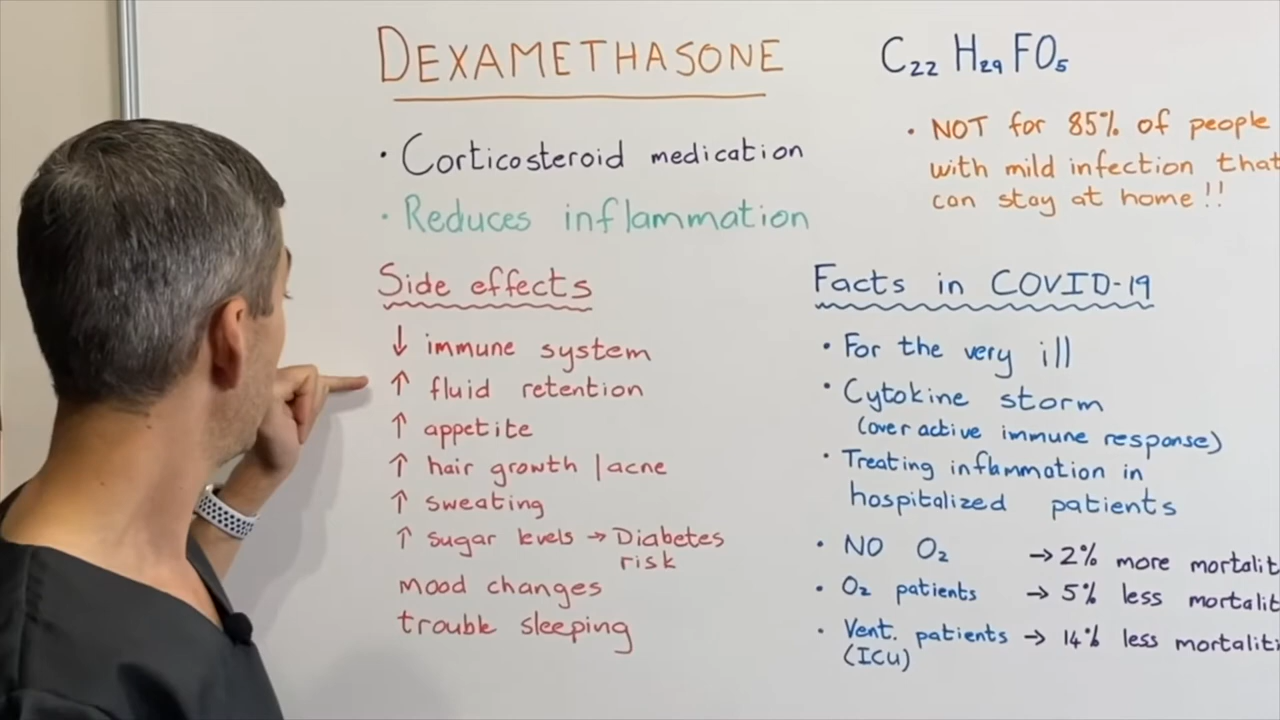 DEXAMETHASONE
• Corticosteroid medication
• Reduces inflammation
Side effects
↓ immune system
↑ fluid retention
↑ appetite
↑ hair growth | acne
↑ sweating
↑ sugar levels → Diabetes
risk
mood changes
trouble sleeping
C₂₂ H₂₉ FO₅
• NOT for 85% of people
with mild infection that
can stay at home!!
Facts in COVID-19
• For the very ill
• Cytokine storm
(over active immune response)
• Treating inflammation in
hospitalized patients
• NO O₂ → 2% more mortalit
• O₂ patients → 5% less mortalit
• Vent. patients → 14% less mortaliti
(ICU)